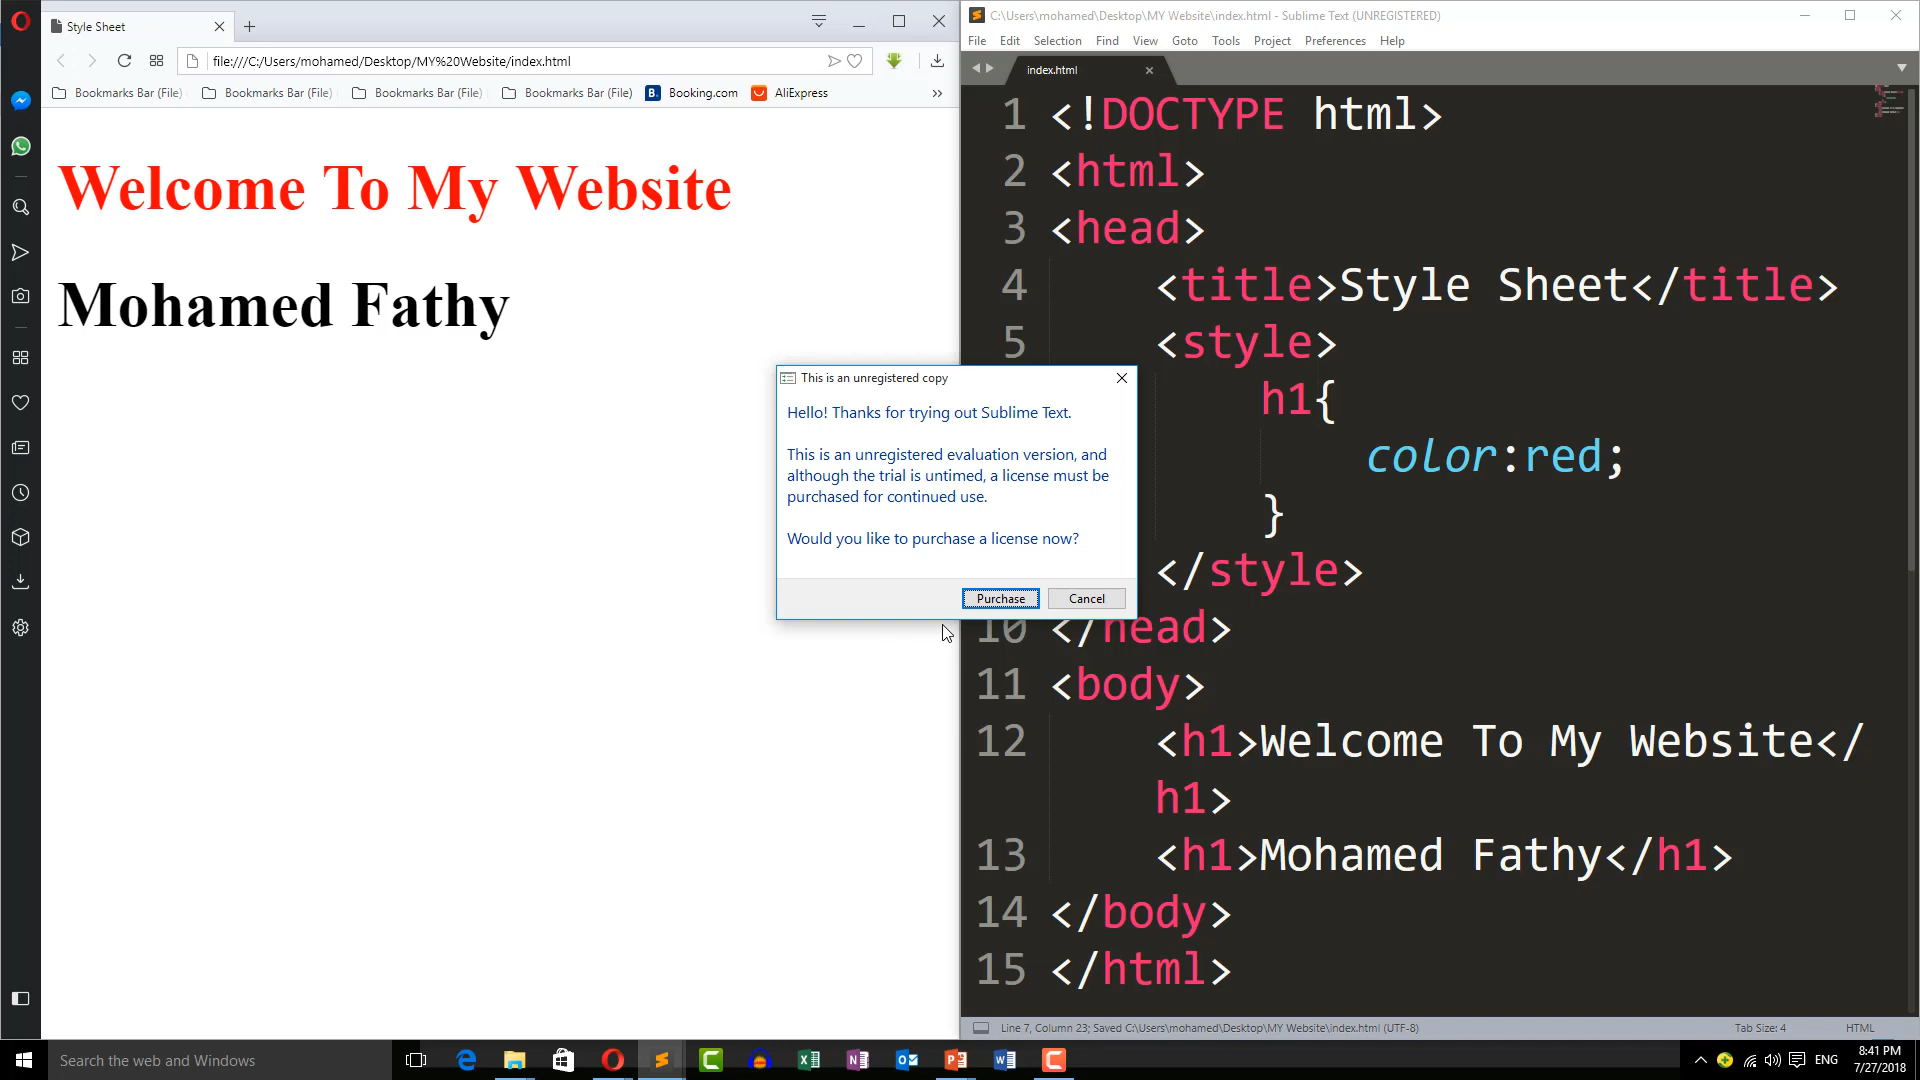 Style Sheet
file:///C:/Users/mohamed/Desktop/MY%20Website/index.html
Bookmarks Bar (File)
Bookmarks Bar (File)
Bookmarks Bar (File)
Bookmarks Bar (File)
B.
Booking.com
AliExpress
»
Welcome To My Website
Mohamed Fathy
C:\Users\mohamed\Desktop\MY Website\index.html - Sublime Text (UNREGISTERED)
File Edit Selection Find View Goto Tools Project Preferences Help
index.html
1 <!DOCTYPE html>
2 <html>
3 <head>
4 <title>Style Sheet</title>
5 <style>
h1{
color:red;
}
</style>
10 </head>
11 <body>
12 <h1>Welcome To My Website</
h1>
13 <h1>Mohamed Fathy</h1>
14 </body>
15 </html>
This is an unregistered copy
Hello! Thanks for trying out Sublime Text.
This is an unregistered evaluation version, and
although the trial is untimed, a license must be
purchased for continued use.
Would you like to purchase a license now?
Purchase Cancel
Line 7, Column 23; Saved C:\Users\mohamed\Desktop\MY Website\index.html (UTF-8)
Tab Size: 4
HTML
Search the web and Windows
ENG
8:41 PM
7/27/2018